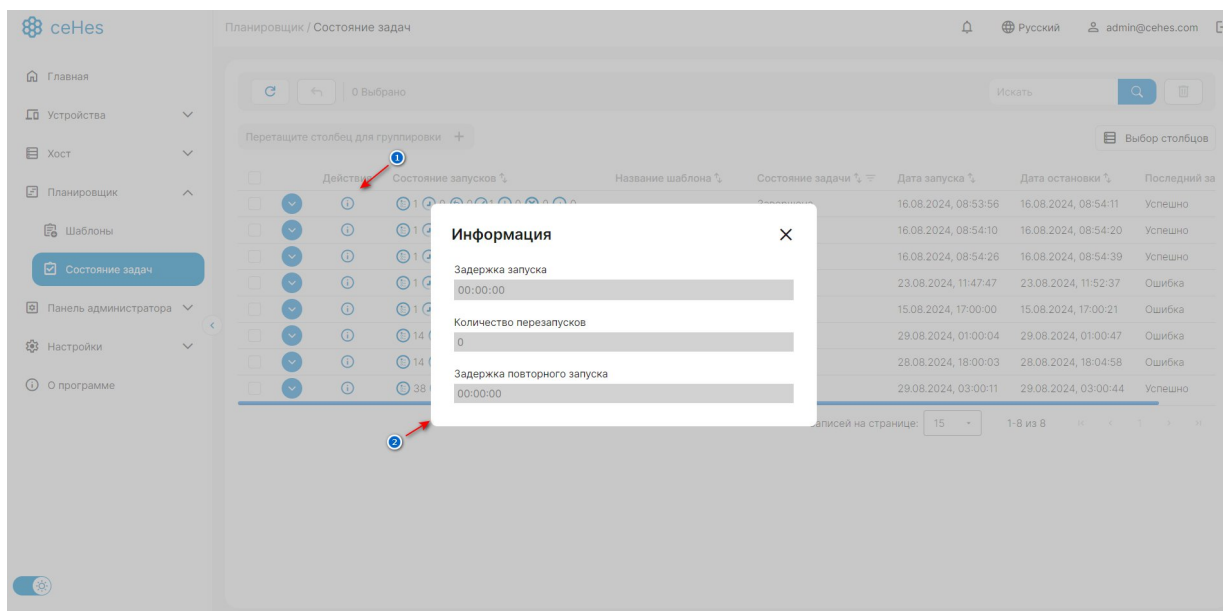 ceHes
Планировщик / Состояние задач
Русский
admin@cehes.com
Главная
Устройства
Хост
Планировщик
Шаблоны
Состояние задач
Панель администратора
Настройки
О программе
0 Выбрано
Искать
Перетащите столбец для группировки +
Выбор столбцов
1
Состояние запусков
Название шаблона
Состояние задачи
Дата запуска
Дата остановки
Последний за
16.08.2024, 08:53:56 16.08.2024, 08:54:11 Успешно
1 16.08.2024, 08:54:10 16.08.2024, 08:54:20 Успешно
1 16.08.2024, 08:54:26 16.08.2024, 08:54:39 Успешно
1 23.08.2024, 11:47:47 23.08.2024, 11:52:37 Ошибка
1 15.08.2024, 17:00:00 15.08.2024, 17:00:21 Ошибка
14 29.08.2024, 01:00:04 29.08.2024, 01:00:47 Ошибка
14 28.08.2024, 18:00:03 28.08.2024, 18:04:58 Ошибка
38 29.08.2024, 03:00:11 29.08.2024, 03:00:44 Успешно
Информация
Задержка запуска
00:00:00
Количество перезапусков
0
Задержка повторного запуска
00:00:00
2
на странице: 15
1-8 из 8